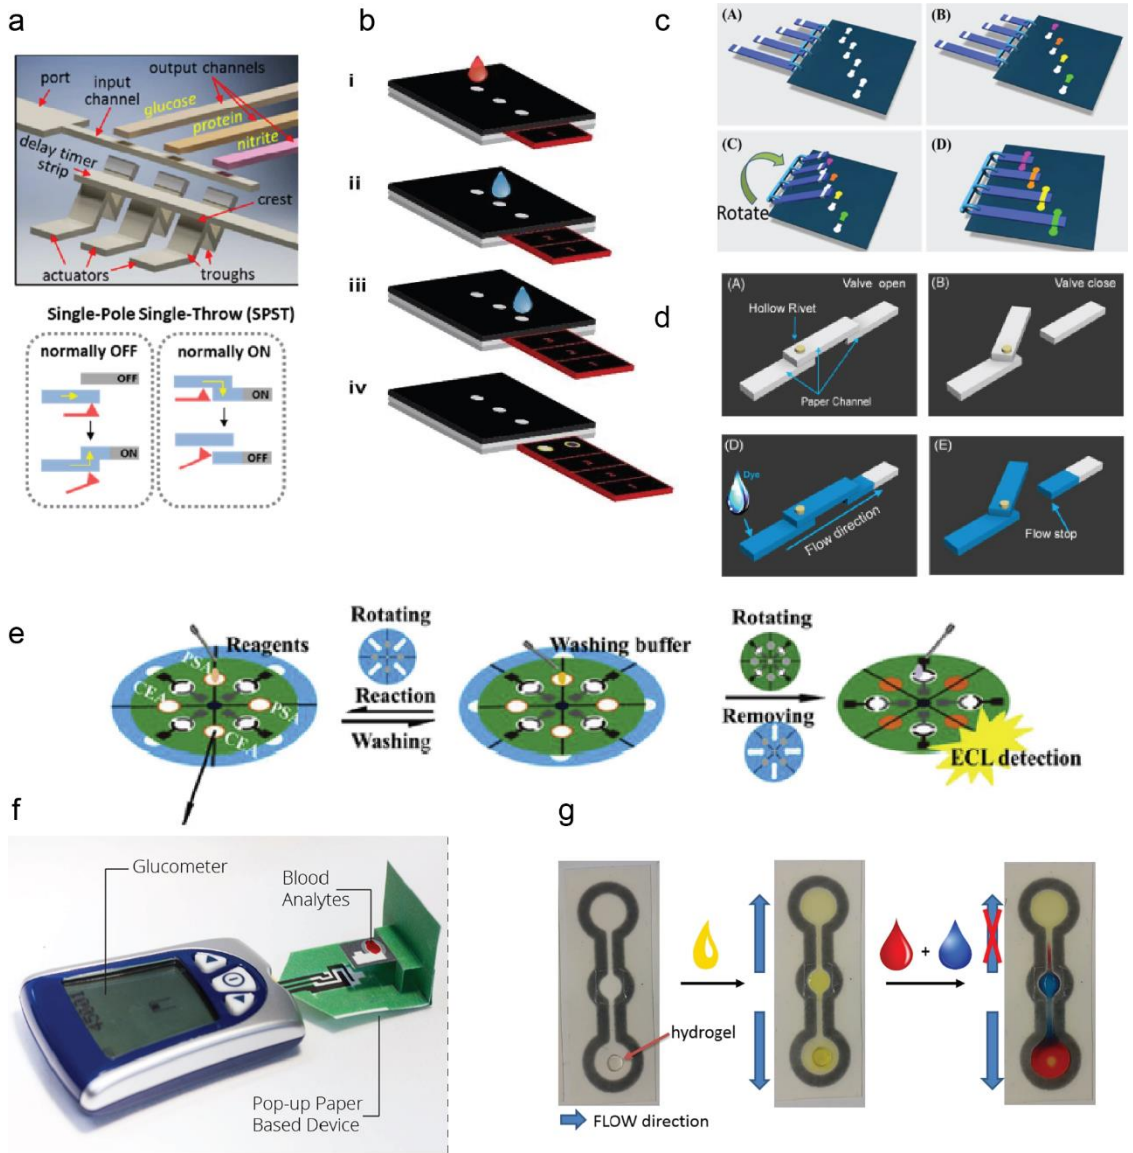 a
port
input
channel
output channels
glucose
protein
nitrite
delay timer
strip
crest
actuators
troughs
Single-Pole Single-Throw (SPST)
normally OFF
normally ON
OFF
ON
ON
OFF
b
i
ii
iii
iv
c
(A)
(B)
(C)
(D)
Rotate
d
(A)
Valve open
Hollow Rivet
Paper Channel
(B)
Valve close
(D)
Dye
Flow direction
(E)
Flow stop
e
Reagents
PSA
CEA
PSA
CEA
Rotating
Reaction
Washing
Washing buffer
Rotating
Removing
ECL detection
f
Glucometer
Blood
Analytes
Pop-up Paper
Based Device
g
hydrogel
+
FLOW direction